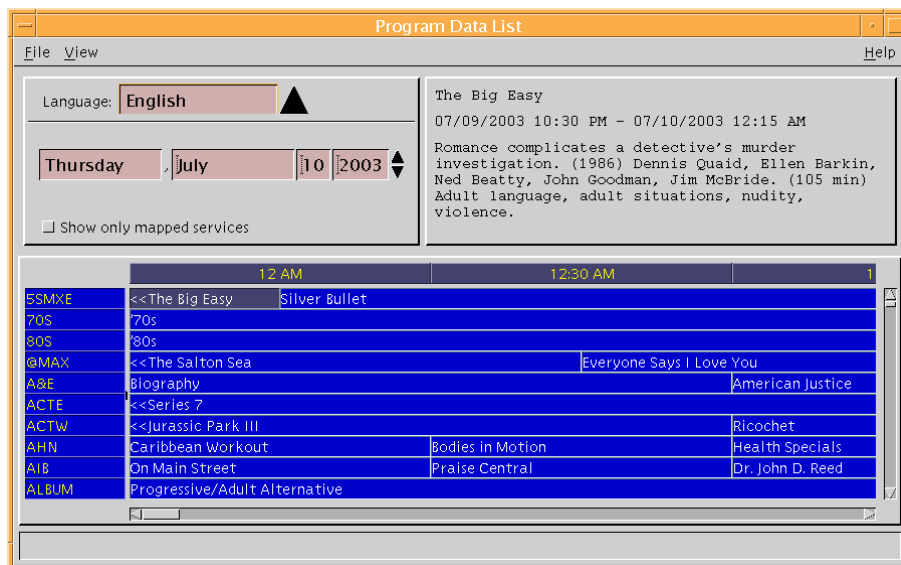 Program Data List
File View Help
Language: English
Thursday , July 10 2003
Show only mapped services
The Big Easy
07/09/2003 10:30 PM - 07/10/2003 12:15 AM
Romance complicates a detective's murder
investigation. (1986) Dennis Quaid, Ellen Barkin,
Ned Beatty, John Goodman, Jim McBride. (105 min)
Adult language, adult situations, nudity,
violence.
12 AM 12:30 AM 1
5SMXE <<The Big Easy Silver Bullet
70S '70s
80S '80s
@MAX <<The Salton Sea Everyone Says I Love You
A&E Biography American Justice
ACTE <<Series 7
ACTW <<Jurassic Park III Ricochet
AHN Caribbean Workout Bodies in Motion Health Specials
AIB On Main Street Praise Central Dr. John D. Reed
ALBUM Progressive/Adult Alternative